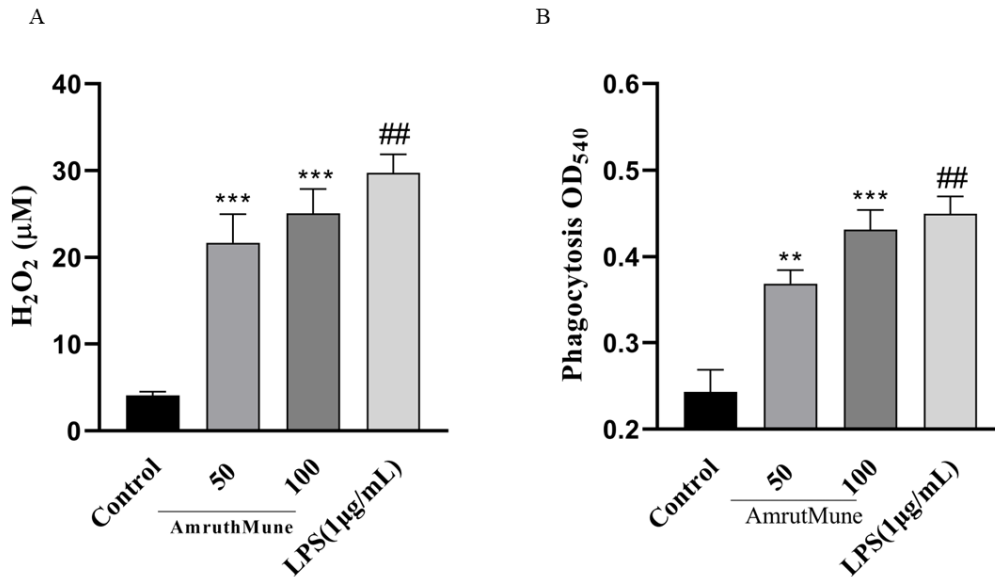 A
H₂O₂ (μM)
40
30
20
10
0
***
***
##
Control
50
100
LPS(1μg/mL)
AmruthMune
B
Phagocytosis OD₅₄₀
0.6
0.5
0.4
0.3
0.2
**
***
##
Control
50
100
LPS(1μg/mL)
AmrutMune